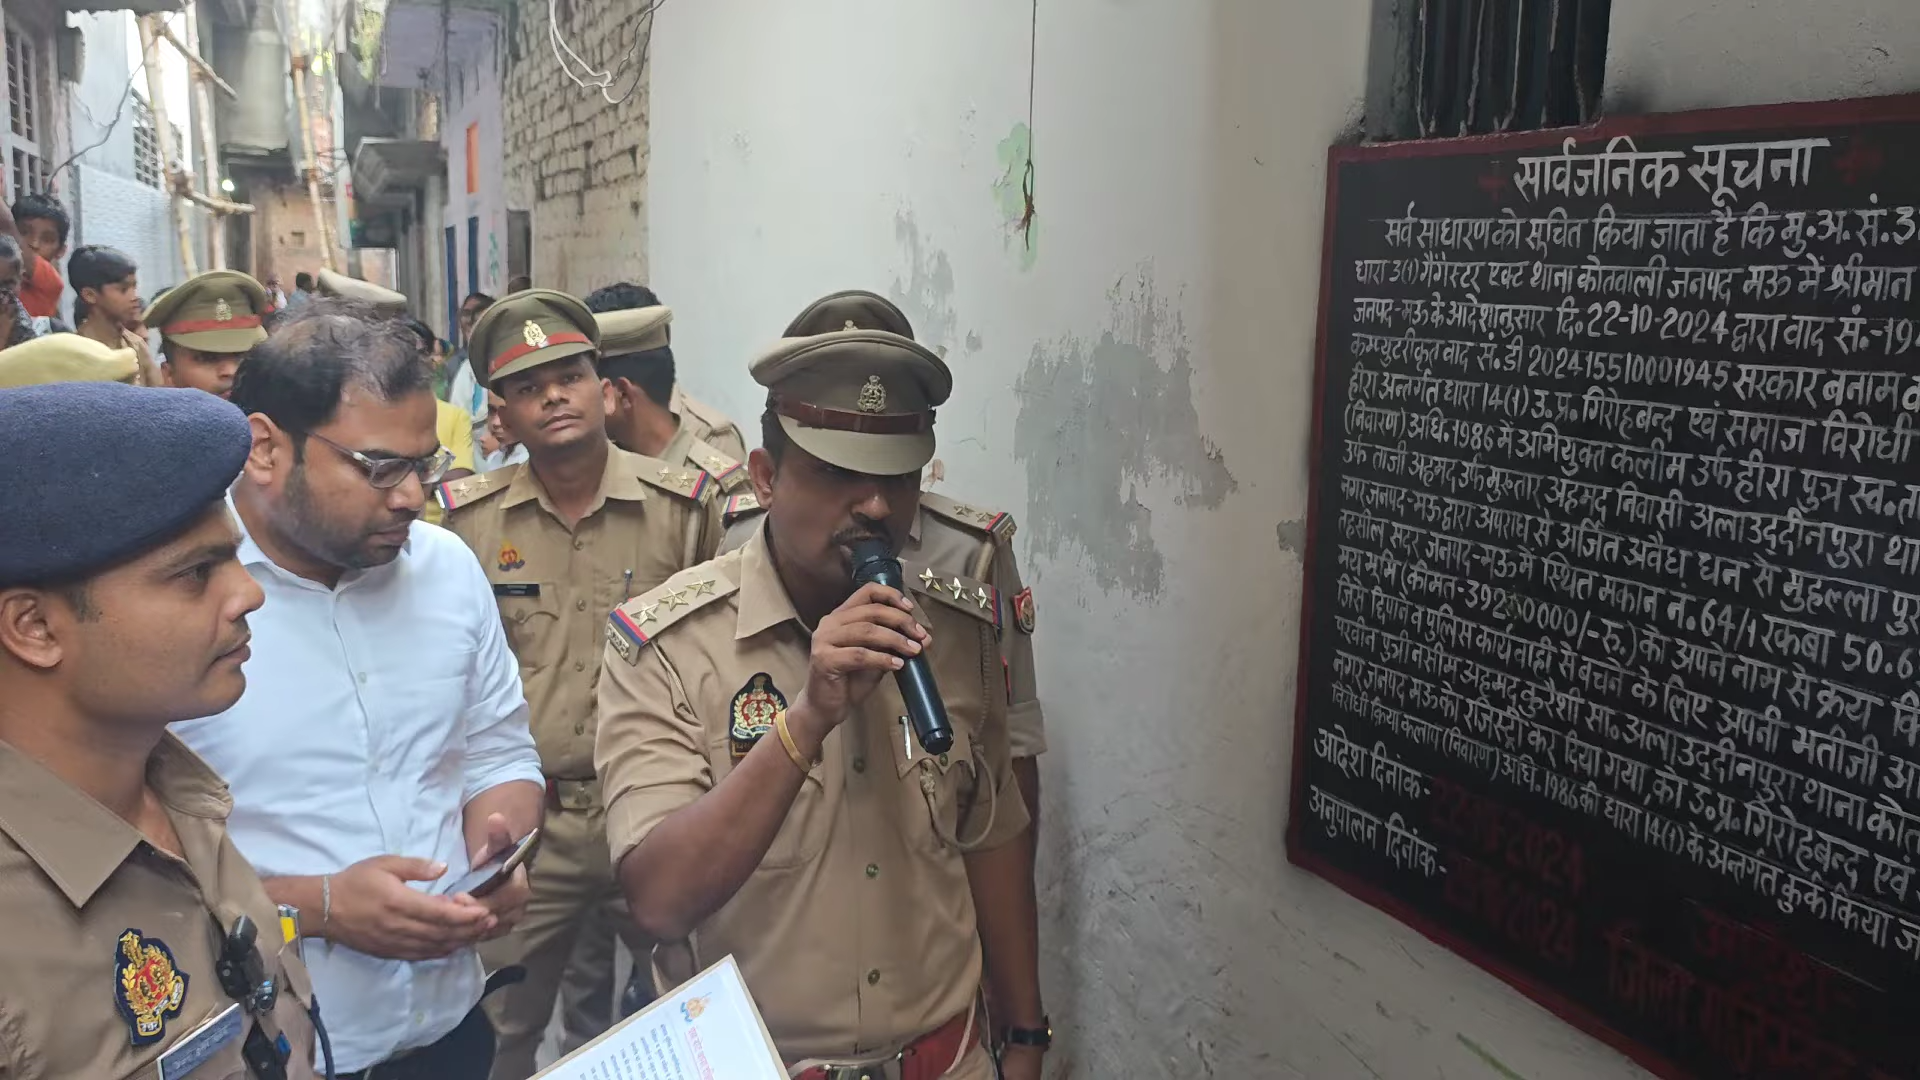 सार्वजनिक सूचना
सर्व साधारण को सूचित किया जाता है कि मु.अ.सं.3
धारा 3(1) गैंगैस्टर एक्ट थाना कोतवाली जनपद मऊ में श्रीमान
जनपद-मऊ के आदेशानुसार दि. 22-10-2024 द्वारा वाद सं.-19
कम्प्युटरीकृत वाद सं. डी 202415510001945 सरकार बनाम क
हीरा अन्तर्गत धारा 14(1) उ.प्र. गिरोहबन्द एवं समाज विरोधी
(निवारण) अधि.1986 में अभियुक्त कलीम उर्फ हीरा पुत्र स्व.ता
उर्फ ताजी अहमद उर्फ मुख्तार अहमद निवासी अलाउद्दीनपुरा था
नगर जनपद-मऊ द्वारा अपराध से अर्जित अवैध धन से मुहल्ला पुरा
तहसील सदर जनपद-मऊ में स्थित मकान नं.64/1 रकबा 50.6
मय भूमि (कीमत-3920000/-रु.) को अपने नाम से क्रय कि
जिसे छिपाने व पुलिस कार्यवाही से बचने के लिए अपनी भतीजी आ
परवीन पुत्री नसीम अहमद कुरैशी सा. अलाउद्दीनपुरा थाना कोत
नगर जनपद मऊ को रजिस्ट्री कर दिया गया, को उ.प्र. गिरोहबन्द एवं
विरोधी क्रिया कलाप (निवारण) अधि.1986 की धारा 14(1) के अन्तर्गत कुर्क किया ज
आदेश दिनांक- 22-10-2024
अनुपालन दिनांक- 2024
जिला